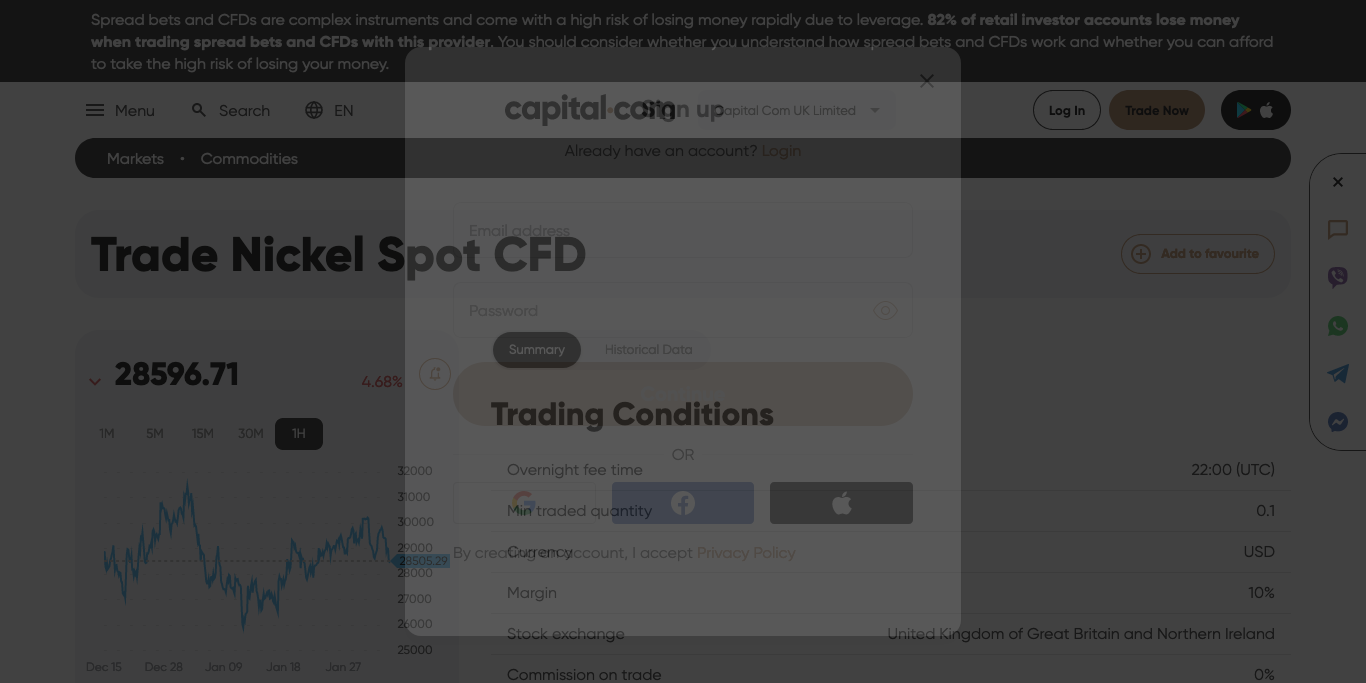 Spread bets and CFDs are complex instruments and come with a high risk of losing money rapidly due to leverage. 82% of retail investor accounts lose money
when trading spread bets and CFDs with this provider. You should consider whether you understand how spread bets and CFDs work and whether you can afford
to take the high risk of losing your money.
Menu
Search
EN
capital.com
Sign up
Capital Com UK Limited
Log In
Trade Now
Already have an account? Login
Markets • Commodities
Email address
Trade Nickel Spot CFD
Add to favourite
Password
Summary
Historical Data
28596.71
4.68%
1M 5M 15M 30M 1H
Trading Conditions
OR
Overnight fee time 22:00 (UTC)
Min traded quantity 0.1
Currency USD
By creating an account, I accept Privacy Policy
Margin 10%
Stock exchange United Kingdom of Great Britain and Northern Ireland
Commission on trade 0%
32000
31000
30000
29000
28505.29
28000
27000
26000
25000
Dec 15 Dec 28 Jan 09 Jan 18 Jan 27